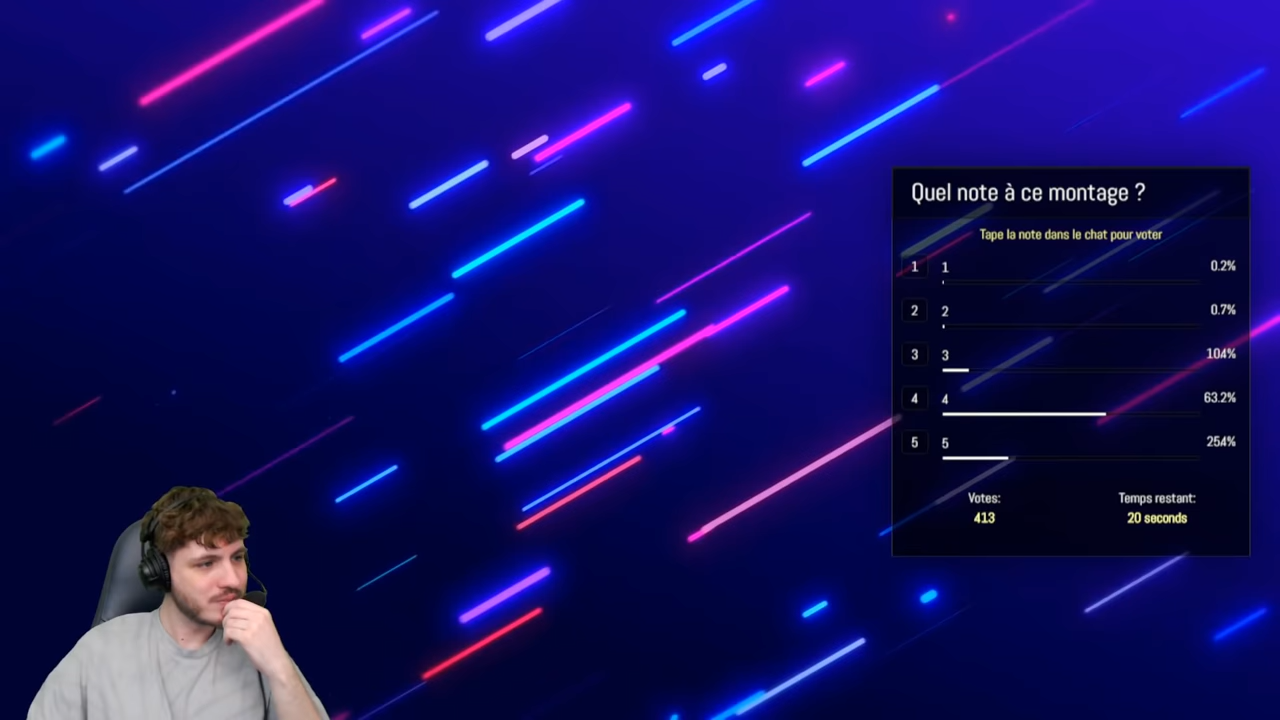 Quel note à ce montage ?
Tape la note dans le chat pour voter
1 1 0.2%
2 2 0.7%
3 3 104%
4 4 63.2%
5 5 254%
Votes: Temps restant:
413 20 seconds